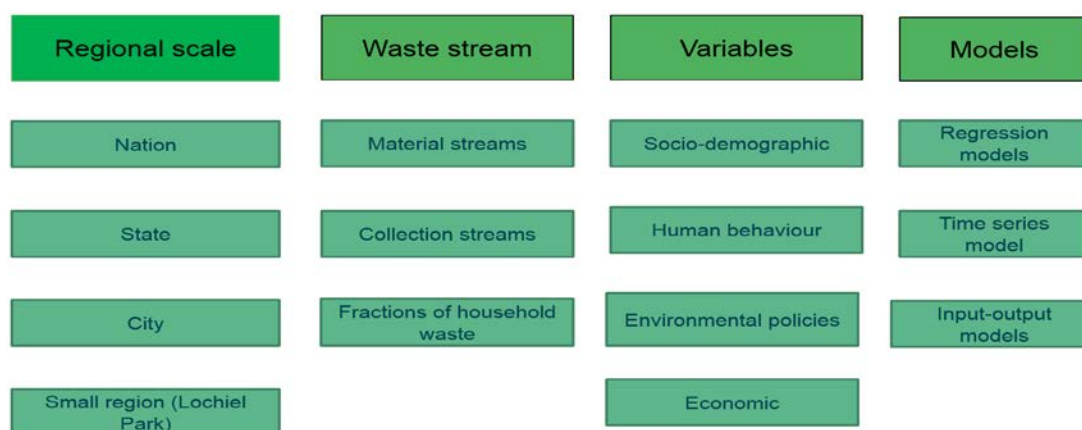 Regional scale
Waste stream
Variables
Models
Nation
Material streams
Socio-demographic
Regression
models
State
Collection streams
Human behaviour
Time series
model
City
Fractions of household
waste
Environmental policies
Input-output
models
Small region (Lochiel
Park)
Economic